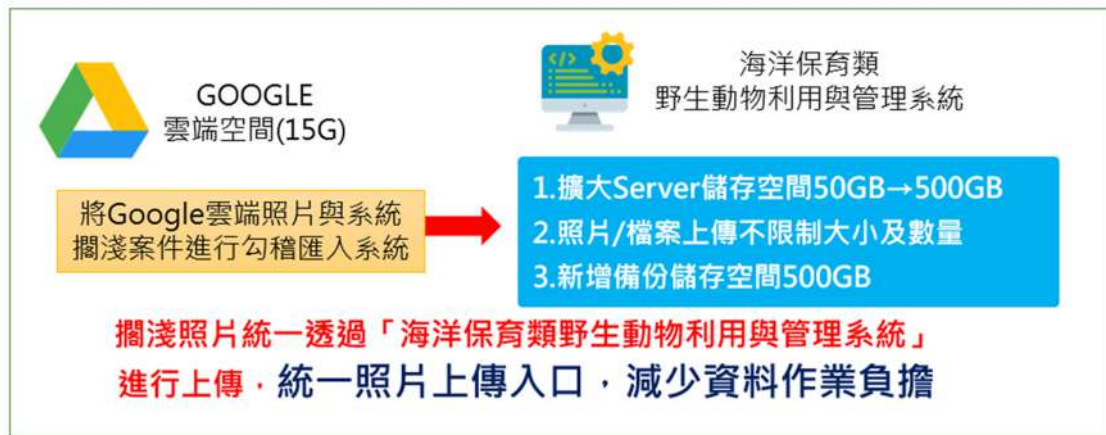 GOOGLE
雲端空間(15G)
海洋保育類
野生動物利用與管理系統
將Google雲端照片與系統
擱淺案件進行勾稽匯入系統
1.擴大Server儲存空間50GB→500GB
2.照片/檔案上傳不限制大小及數量
3.新增備份儲存空間500GB
擱淺照片統一透過「海洋保育類野生動物利用與管理系統」
進行上傳，統一照片上傳入口，減少資料作業負擔